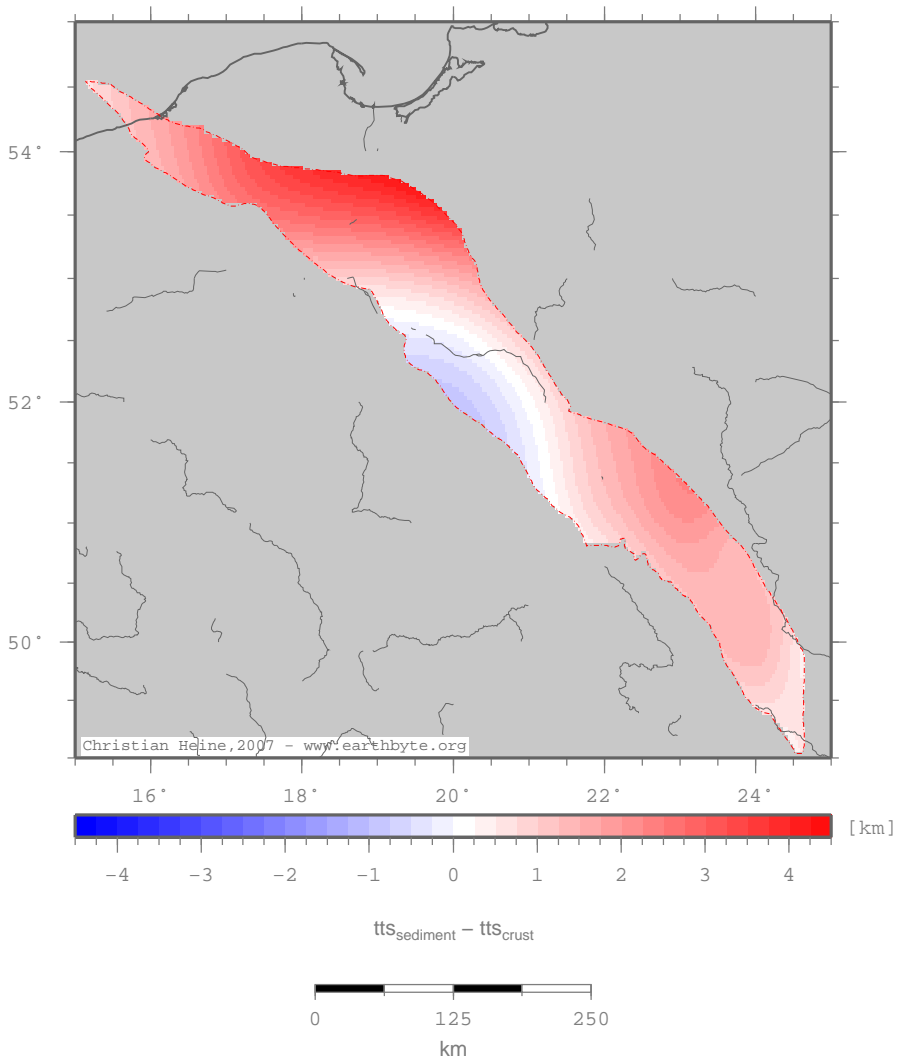 54°
52°
50°
Christian Heine,2007 - www.earthbyte.org
16° 18° 20° 22° 24°
[km]
−4 −3 −2 −1 0 1 2 3 4
tts_sediment − tts_crust
0 125 250
km